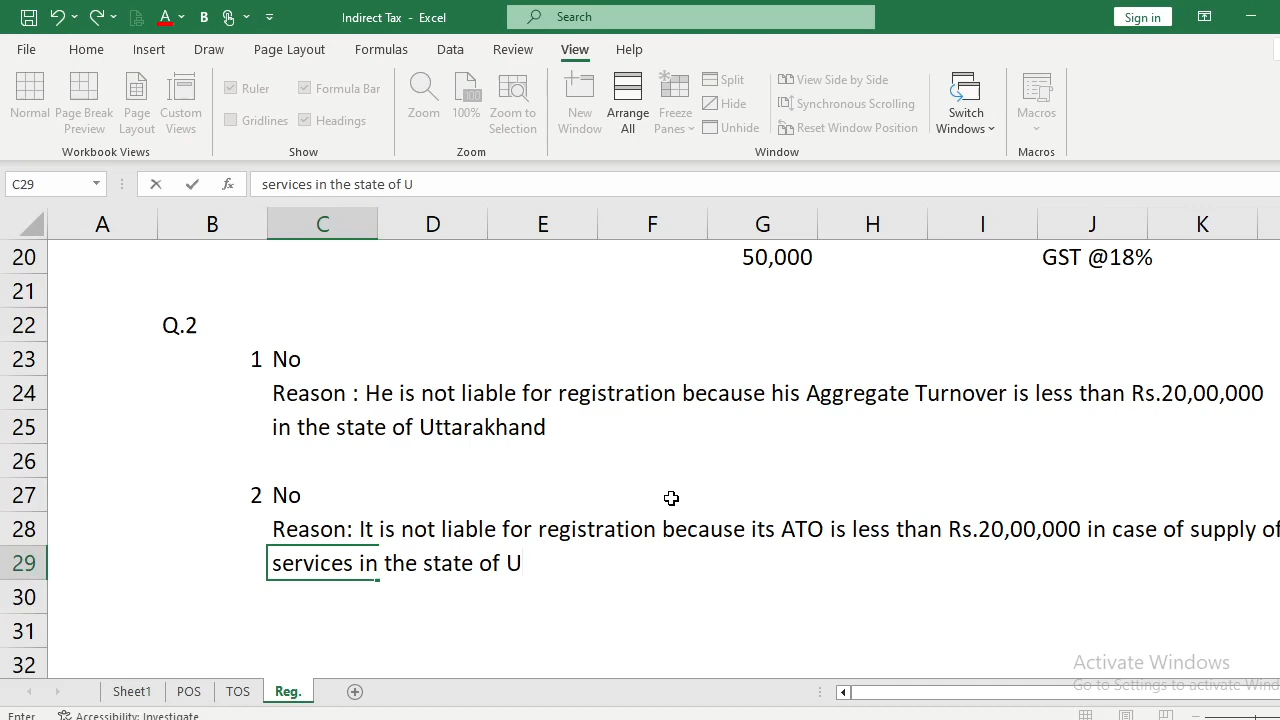 Indirect Tax - Excel
Search
Sign in
File Home Insert Draw Page Layout Formulas Data Review View Help
Normal Page Break Preview Page Layout Custom Views
Workbook Views
Ruler Formula Bar
Gridlines Headings
Show
Zoom 100% Zoom to Selection
Zoom
New Window Arrange All Freeze Panes
Split
Hide
Unhide
View Side by Side
Synchronous Scrolling
Reset Window Position
Switch Windows
Window
Macros
Macros
C29 fx services in the state of U
A B C D E F G H I J K
20 50,000 GST @18%
21
22 Q.2
23 1 No
24 Reason : He is not liable for registration because his Aggregate Turnover is less than Rs.20,00,000
25 in the state of Uttarakhand
26
27 2 No
28 Reason: It is not liable for registration because its ATO is less than Rs.20,00,000 in case of supply of
29 services in the state of U
30
31
32
Activate Windows
Go to Settings to activate Wind
Sheet1 POS TOS Reg.
Enter Accessibility: Investigate